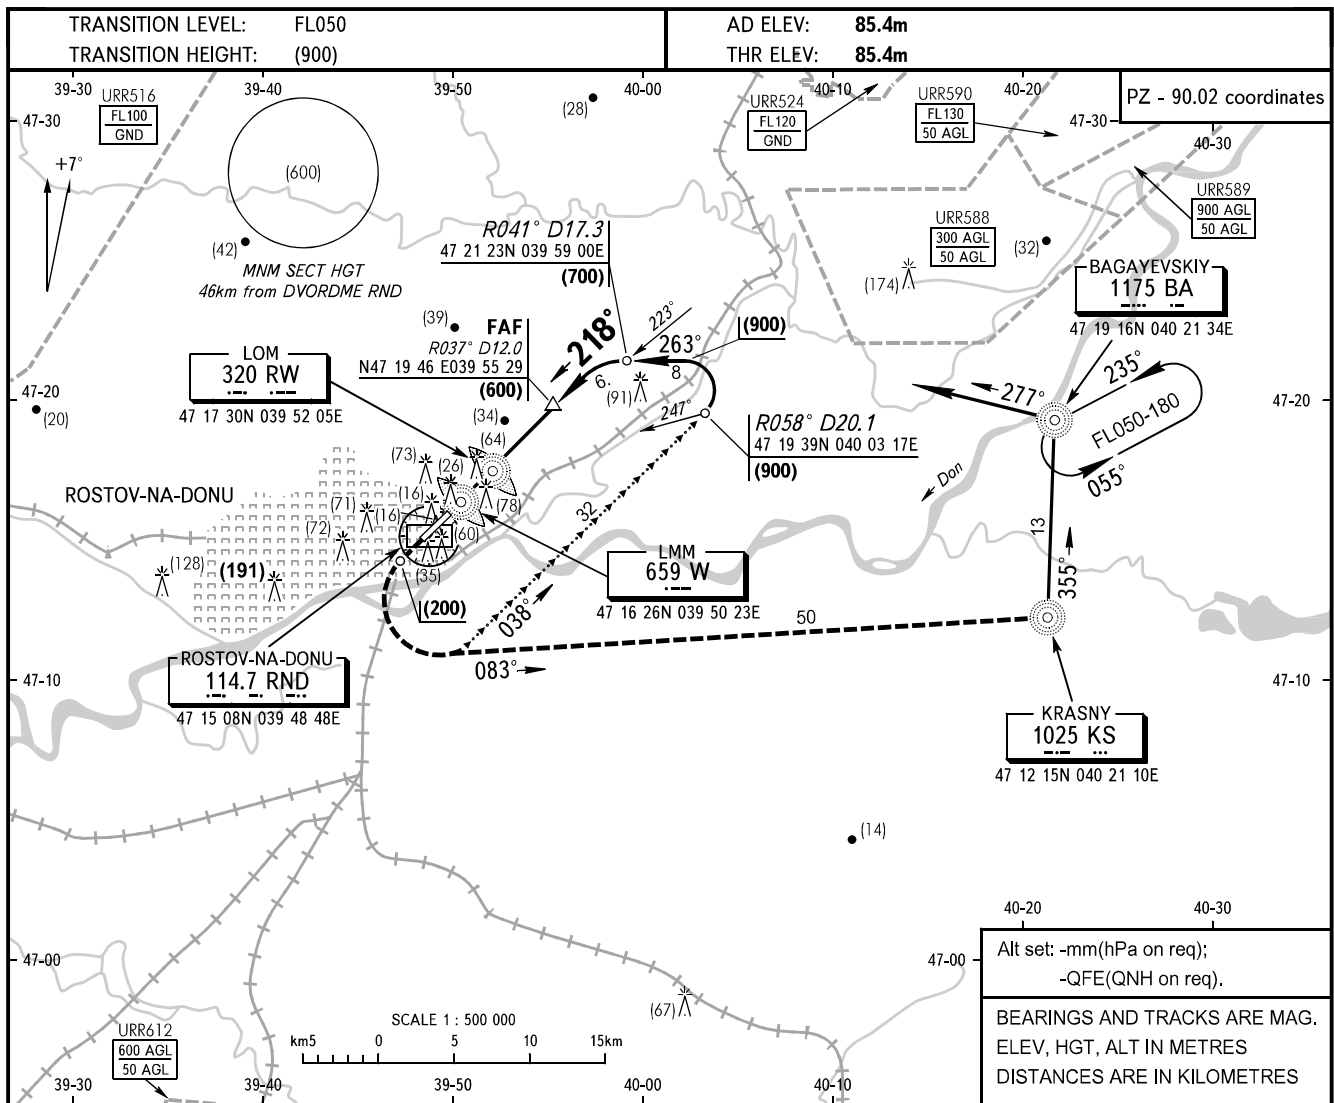 TRANSITION LEVEL: FL050
TRANSITION HEIGHT: (900)
AD ELEV: 85.4m
THR ELEV: 85.4m
39-30
39-40
39-50
40-00
40-10
40-20
PZ - 90.02 coordinates
URR516
FL100
GND
(28)
URR524
FL120
GND
URR590
FL130
50 AGL
47-30
47-30
40-30
+7°
(600)
URR589
900 AGL
50 AGL
URR588
300 AGL
50 AGL
(32)
(42)
R041° D17.3
47 21 23N 039 59 00E
(700)
MNM SECT HGT
46km from DVORDME RND
(174)
BAGAYEVSKIY
1175 BA
47 19 16N 040 21 34E
(39)
FAF
R037° D12.0
N47 19 46 E039 55 29
(600)
218°
223°
263°
(900)
6.
8
(91)
LOM
320 RW
47 17 30N 039 52 05E
247°
R058° D20.1
47 19 39N 040 03 17E
(900)
277°
235°
FL050-180
055°
47-20
47-20
(20)
(34)
(64)
(73)
(26)
(78)
(16)
(16)
(60)
(35)
ROSTOV-NA-DONU
(71)
(72)
(128)
(191)
Don
32
13
355°
LMM
659 W
47 16 26N 039 50 23E
(200)
038°
50
083°
ROSTOV-NA-DONU
114.7 RND
47 15 08N 039 48 48E
47-10
47-10
KRASNY
1025 KS
47 12 15N 040 21 10E
(14)
40-20
40-30
47-00
47-00
Alt set: -mm(hPa on req);
-QFE(QNH on req).
(67)
BEARINGS AND TRACKS ARE MAG.
ELEV, HGT, ALT IN METRES
DISTANCES ARE IN KILOMETRES
SCALE 1 : 500 000
km5 0 5 10 15km
URR612
600 AGL
50 AGL
39-30
39-40
39-50
40-00
40-10